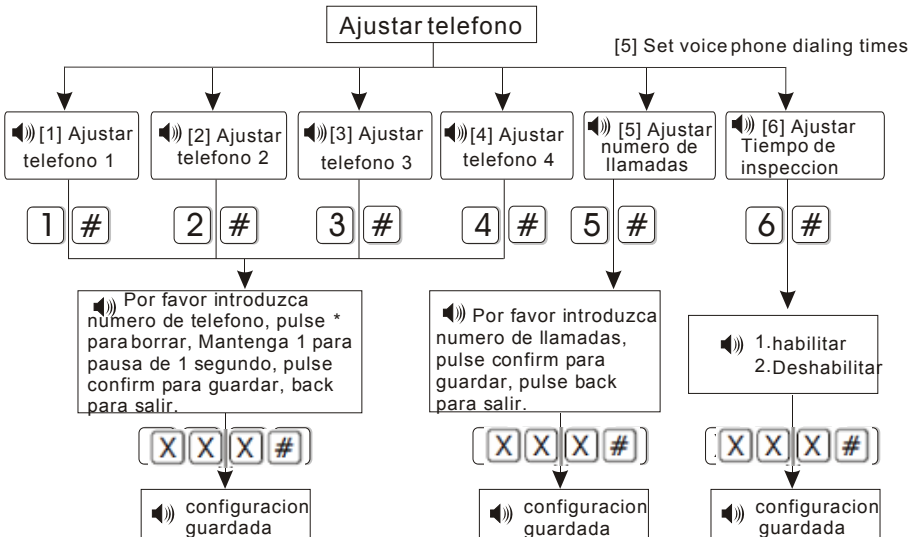 Ajustar telefono
[5] Set voice phone dialing times
[1] Ajustar
telefono 1
[2] Ajustar
telefono 2
[3] Ajustar
telefono 3
[4] Ajustar
telefono 4
[5] Ajustar
numero de
llamadas
[6] Ajustar
Tiempo de
inspeccion
1 #
2 #
3 #
4 #
5 #
6 #
Por favor introduzca
numero de telefono, pulse *
para borrar, Mantenga 1 para
pausa de 1 segundo, pulse
confirm para guardar, back
para salir.
Por favor introduzca
numero de llamadas,
pulse confirm para
guardar, pulse back
para salir.
1.habilitar
2.Deshabilitar
X X X #
X X X #
X X X #
configuracion
guardada
configuracion
guardada
configuracion
guardada